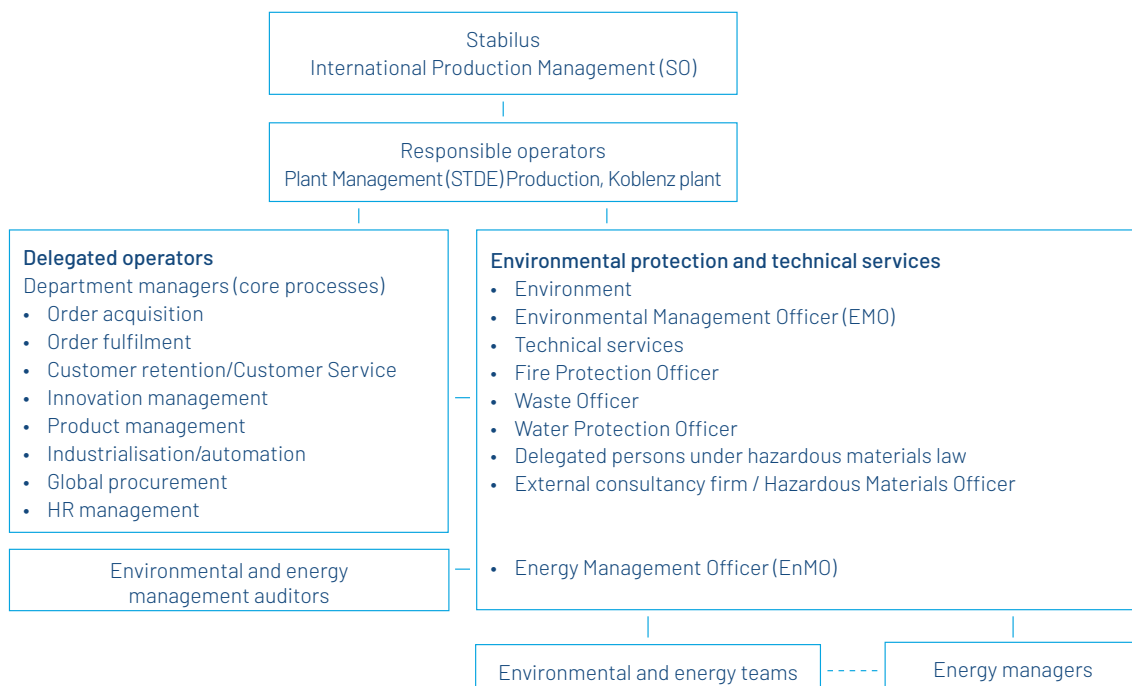 Stabilus
International Production Management (SO)
Responsible operators
Plant Management (STDE) Production, Koblenz plant
Delegated operators
Department managers (core processes)
• Order acquisition
• Order fulfilment
• Customer retention/Customer Service
• Innovation management
• Product management
• Industrialisation/automation
• Global procurement
• HR management
Environmental protection and technical services
• Environment
• Environmental Management Officer (EMO)
• Technical services
• Fire Protection Officer
• Waste Officer
• Water Protection Officer
• Delegated persons under hazardous materials law
• External consultancy firm / Hazardous Materials Officer
• Energy Management Officer (EnMO)
Environmental and energy
management auditors
Environmental and energy teams
Energy managers